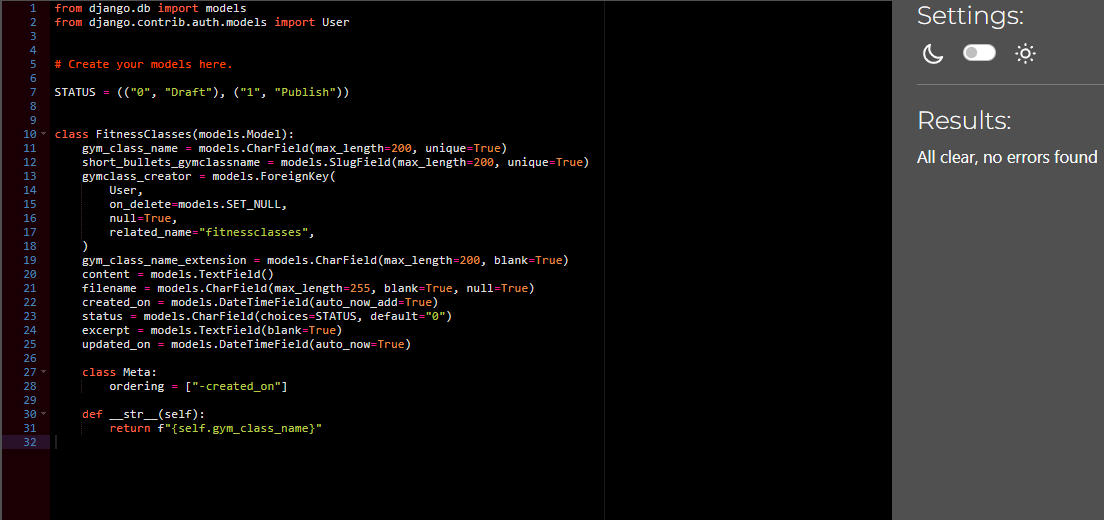 1 from django.db import models
2 from django.contrib.auth.models import User
3
4
5 # Create your models here.
6
7 STATUS = (("0", "Draft"), ("1", "Publish"))
8
9
10 class FitnessClasses(models.Model):
11     gym_class_name = models.CharField(max_length=200, unique=True)
12     short_bullets_gymclassname = models.SlugField(max_length=200, unique=True)
13     gymclass_creator = models.ForeignKey(
14         User,
15         on_delete=models.SET_NULL,
16         null=True,
17         related_name="fitnessclasses",
18     )
19     gym_class_name_extension = models.CharField(max_length=200, blank=True)
20     content = models.TextField()
21     filename = models.CharField(max_length=255, blank=True, null=True)
22     created_on = models.DateTimeField(auto_now_add=True)
23     status = models.CharField(choices=STATUS, default="0")
24     excerpt = models.TextField(blank=True)
25     updated_on = models.DateTimeField(auto_now=True)
26
27     class Meta:
28         ordering = ["-created_on"]
29
30     def __str__(self):
31         return f"{self.gym_class_name}"
32
Settings:
Results:
All clear, no errors found